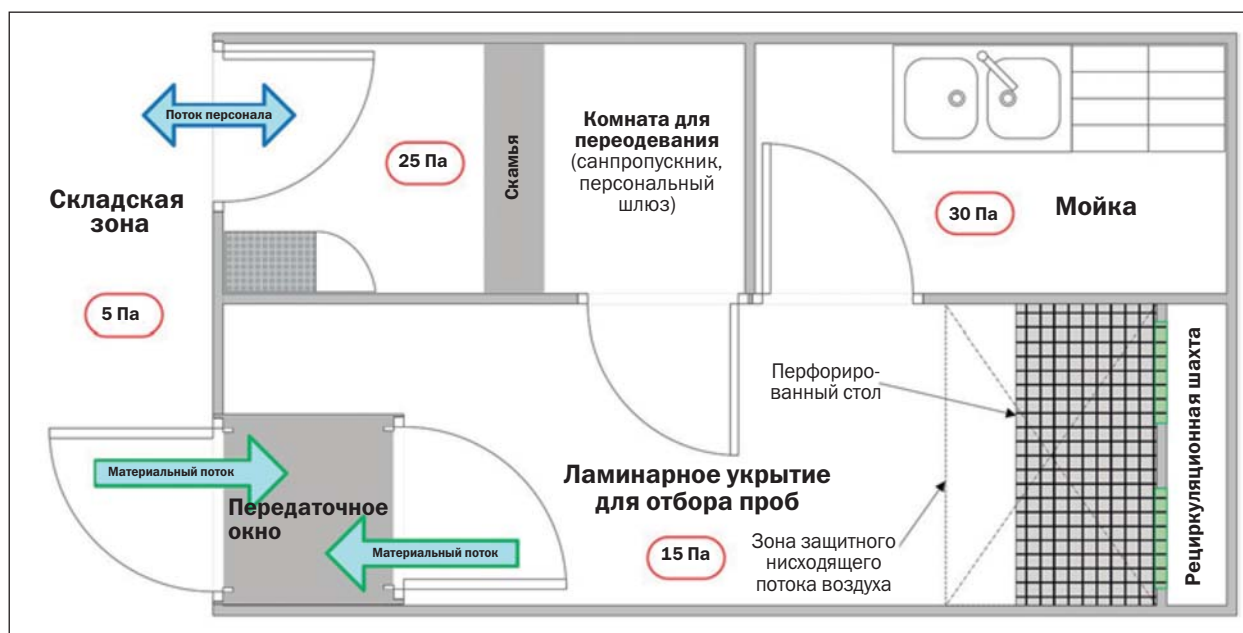 Поток персонала
Складская
зона
5 Па
25 Па
Скамья
Комната для
переодевания
(санпропускник,
персональный
шлюз)
30 Па
Мойка
Материальный поток
Передаточное
окно
Материальный поток
Ламинарное укрытие
для отбора проб
15 Па
Перфориро-
ванный стол
Зона защитного
нисходящего
потока воздуха
Рециркуляционная шахта